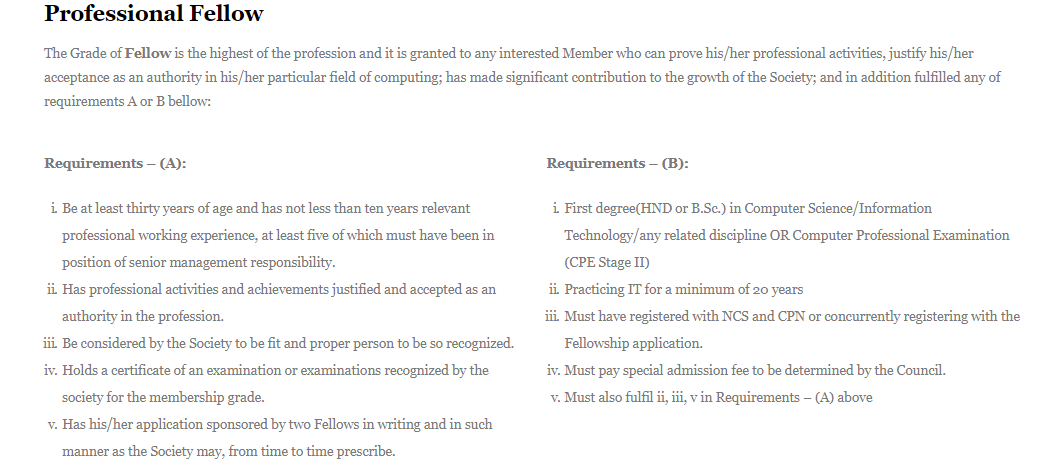 Professional Fellow
The Grade of Fellow is the highest of the profession and it is granted to any interested Member who can prove his/her professional activities, justify his/her
acceptance as an authority in his/her particular field of computing; has made significant contribution to the growth of the Society; and in addition fulfilled any of
requirements A or B bellow:
Requirements – (A):
i. Be at least thirty years of age and has not less than ten years relevant
professional working experience, at least five of which must have been in
position of senior management responsibility.
ii. Has professional activities and achievements justified and accepted as an
authority in the profession.
iii. Be considered by the Society to be fit and proper person to be so recognized.
iv. Holds a certificate of an examination or examinations recognized by the
society for the membership grade.
v. Has his/her application sponsored by two Fellows in writing and in such
manner as the Society may, from time to time prescribe.
Requirements – (B):
i. First degree(HND or B.Sc.) in Computer Science/Information
Technology/any related discipline OR Computer Professional Examination
(CPE Stage II)
ii. Practicing IT for a minimum of 20 years
iii. Must have registered with NCS and CPN or concurrently registering with the
Fellowship application.
iv. Must pay special admission fee to be determined by the Council.
v. Must also fulfil ii, iii, v in Requirements – (A) above